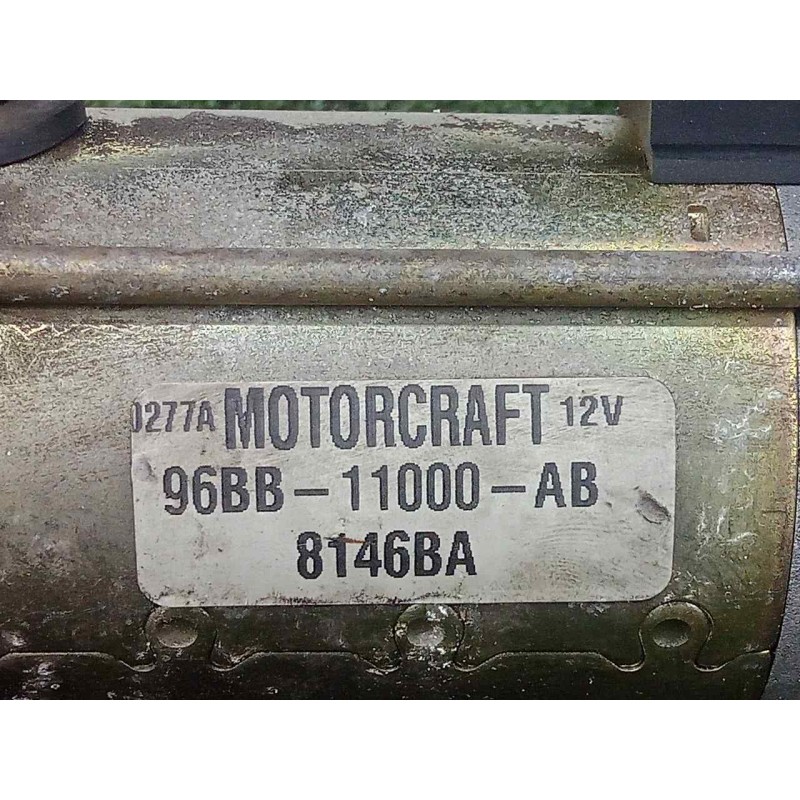 0277A MOTORCRAFT 12V
96BB-11000-AB
8146BA